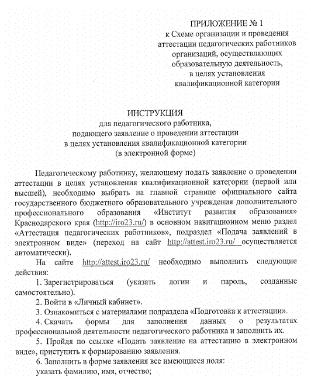 ПРИЛОЖЕНИЕ № 1
к Схеме организации и проведения
аттестации педагогических работников
организаций, осуществляющих
образовательную деятельность,
в целях установления
квалификационной категории
ИНСТРУКЦИЯ
для педагогического работника,
подающего заявление о проведении аттестации
в целях установления квалификационной категории
(в электронной форме)
Педагогическому работнику, желающему подать заявление о проведении
аттестации в целях установления квалификационной категории (первой или
высшей), необходимо выбрать на главной странице официального сайта
государственного бюджетного образовательного учреждения дополнительного
профессионального образования «Институт развития образования»
Краснодарского края (http://iro23.ru/) в основном навигационном меню раздел
«Аттестация педагогических работников», подраздел «Подача заявлений в
электронном виде» (переход на сайт http://attest.iro23.ru/ осуществляется
автоматически).
На сайте http://attest.iro23.ru/ необходимо выполнить следующие
действия:
1. Зарегистрироваться (указать логин и пароль, созданные
самостоятельно).
2. Войти в «Личный кабинет».
3. Ознакомиться с материалами подраздела «Подготовка к аттестации».
4. Скачать формы для заполнения данных о результатах
профессиональной деятельности педагогического работника и заполнить их.
5. Пройдя по ссылке «Подать заявление на аттестацию в электронном
виде», приступить к формированию заявления.
6. Заполнить в форме заявления все имеющиеся поля:
указать фамилию, имя, отчество;